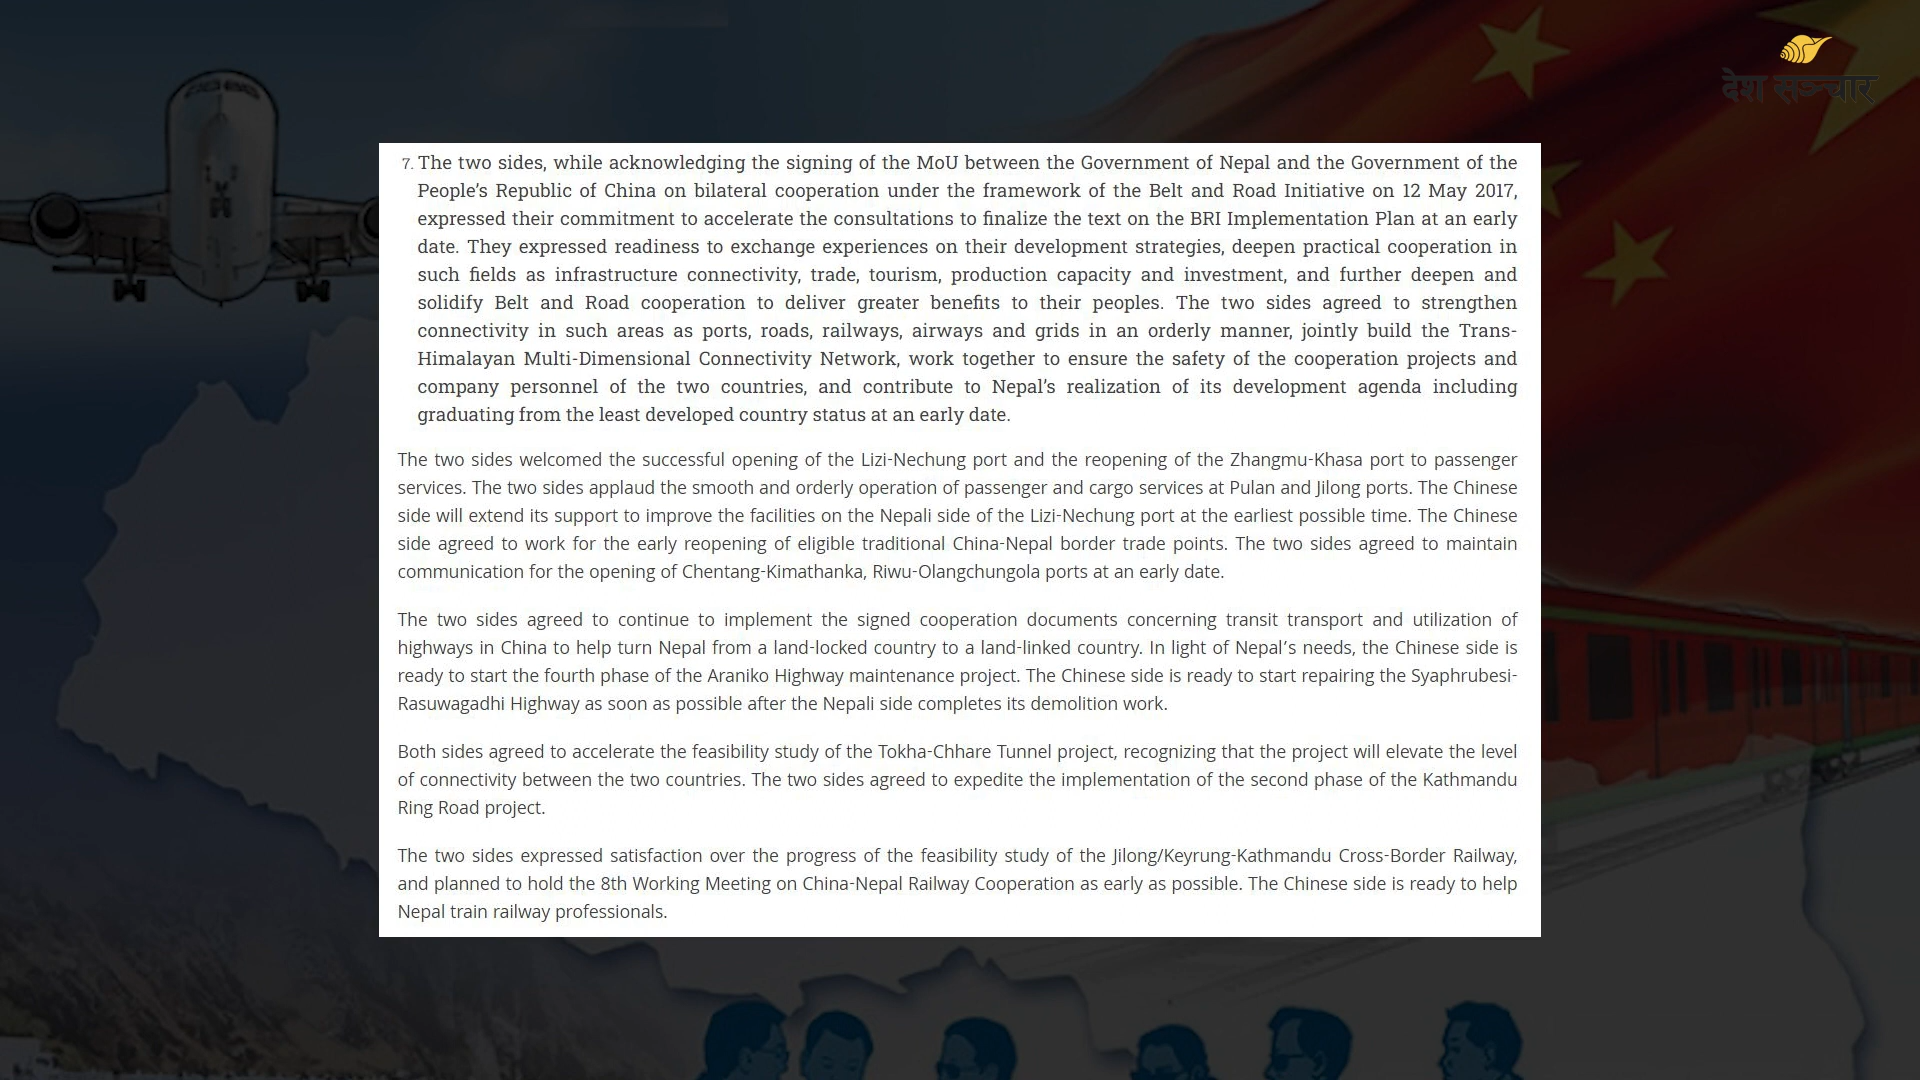 देश सञ्चार
7. The two sides, while acknowledging the signing of the MoU between the Government of Nepal and the Government of the
People’s Republic of China on bilateral cooperation under the framework of the Belt and Road Initiative on 12 May 2017,
expressed their commitment to accelerate the consultations to finalize the text on the BRI Implementation Plan at an early
date. They expressed readiness to exchange experiences on their development strategies, deepen practical cooperation in
such fields as infrastructure connectivity, trade, tourism, production capacity and investment, and further deepen and
solidify Belt and Road cooperation to deliver greater benefits to their peoples. The two sides agreed to strengthen
connectivity in such areas as ports, roads, railways, airways and grids in an orderly manner, jointly build the Trans-
Himalayan Multi-Dimensional Connectivity Network, work together to ensure the safety of the cooperation projects and
company personnel of the two countries, and contribute to Nepal’s realization of its development agenda including
graduating from the least developed country status at an early date.
The two sides welcomed the successful opening of the Lizi-Nechung port and the reopening of the Zhangmu-Khasa port to passenger
services. The two sides applaud the smooth and orderly operation of passenger and cargo services at Pulan and Jilong ports. The Chinese
side will extend its support to improve the facilities on the Nepali side of the Lizi-Nechung port at the earliest possible time. The Chinese
side agreed to work for the early reopening of eligible traditional China-Nepal border trade points. The two sides agreed to maintain
communication for the opening of Chentang-Kimathanka, Riwu-Olangchungola ports at an early date.
The two sides agreed to continue to implement the signed cooperation documents concerning transit transport and utilization of
highways in China to help turn Nepal from a land-locked country to a land-linked country. In light of Nepal’s needs, the Chinese side is
ready to start the fourth phase of the Araniko Highway maintenance project. The Chinese side is ready to start repairing the Syaphrubesi-
Rasuwagadhi Highway as soon as possible after the Nepali side completes its demolition work.
Both sides agreed to accelerate the feasibility study of the Tokha-Chhare Tunnel project, recognizing that the project will elevate the level
of connectivity between the two countries. The two sides agreed to expedite the implementation of the second phase of the Kathmandu
Ring Road project.
The two sides expressed satisfaction over the progress of the feasibility study of the Jilong/Keyrung-Kathmandu Cross-Border Railway,
and planned to hold the 8th Working Meeting on China-Nepal Railway Cooperation as early as possible. The Chinese side is ready to help
Nepal train railway professionals.